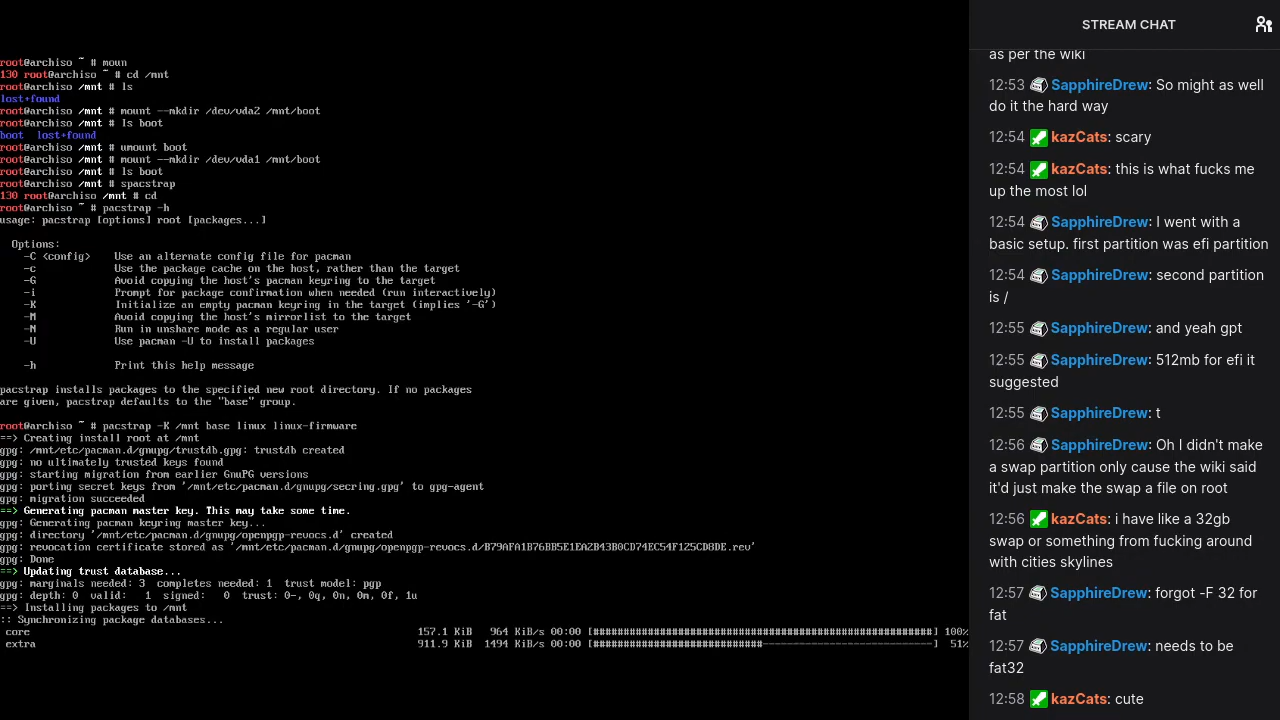 root@archiso ~ # moun
130 root@archiso ~ # cd /mnt
root@archiso /mnt # ls
lost+found
root@archiso /mnt # mount --mkdir /dev/vda2 /mnt/boot
root@archiso /mnt # ls boot
boot  lost+found
root@archiso /mnt # umount boot
root@archiso /mnt # mount --mkdir /dev/vda1 /mnt/boot
root@archiso /mnt # ls boot
root@archiso /mnt # spacstrap
130 root@archiso /mnt # cd
root@archiso ~ # pacstrap -h
usage: pacstrap [options] root [packages...]
Options:
-C <config>    Use an alternate config file for pacman
-c             Use the package cache on the host, rather than the target
-G             Avoid copying the host's pacman keyring to the target
-i             Prompt for package confirmation when needed (run interactively)
-K             Initialize an empty pacman keyring in the target (implies '-G')
-M             Avoid copying the host's mirrorlist to the target
-N             Run in unshare mode as a regular user
-U             Use pacman -U to install packages
-h             Print this help message
pacstrap installs packages to the specified new root directory. If no packages
are given, pacstrap defaults to the "base" group.
root@archiso ~ # pacstrap -K /mnt base linux linux-firmware
==> Creating install root at /mnt
gpg: /mnt/etc/pacman.d/gnupg/trustdb.gpg: trustdb created
gpg: no ultimately trusted keys found
gpg: starting migration from earlier GnuPG versions
gpg: porting secret keys from '/mnt/etc/pacman.d/gnupg/secring.gpg' to gpg-agent
gpg: migration succeeded
==> Generating pacman master key. This may take some time.
gpg: Generating pacman keyring master key...
gpg: directory '/mnt/etc/pacman.d/gnupg/openpgp-revocs.d' created
gpg: revocation certificate stored as '/mnt/etc/pacman.d/gnupg/openpgp-revocs.d/B79AFA1B76BB5E1EA2B43B0CD74EC54F125CD8DE.rev'
gpg: Done
==> Updating trust database...
gpg: marginals needed: 3  completes needed: 1  trust model: pgp
gpg: depth: 0  valid:   1  signed:   0  trust: 0-, 0q, 0n, 0m, 0f, 1u
==> Installing packages to /mnt
:: Synchronizing package databases...
core 157.1 KiB   964 KiB/s 00:00 [########################################################] 100%
extra 911.9 KiB  1494 KiB/s 00:00 [############################----------------------------]  51%
STREAM CHAT
as per the wiki
12:53 SapphireDrew: So might as well
do it the hard way
12:54 kazCats: scary
12:54 kazCats: this is what fucks me
up the most lol
12:54 SapphireDrew: I went with a
basic setup. first partition was efi partition
12:54 SapphireDrew: second partition
is /
12:55 SapphireDrew: and yeah gpt
12:55 SapphireDrew: 512mb for efi it
suggested
12:55 SapphireDrew: t
12:56 SapphireDrew: Oh I didn't make
a swap partition only cause the wiki said
it'd just make the swap a file on root
12:56 kazCats: i have like a 32gb
swap or something from fucking around
with cities skylines
12:57 SapphireDrew: forgot -F 32 for
fat
12:57 SapphireDrew: needs to be
fat32
12:58 kazCats: cute